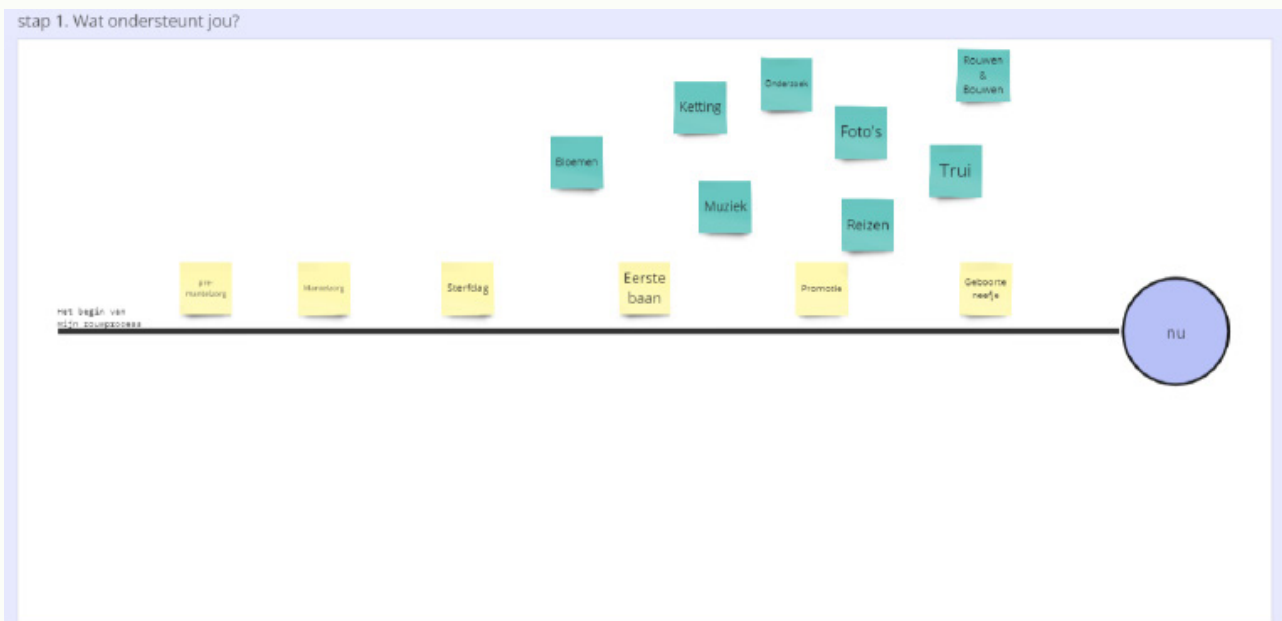 stap 1. Wat ondersteunt jou?
Rouwen
&
Bouwen
Onderzoek
Ketting
Foto's
Bloemen
Trui
Muziek
Reizen
pre-
mantelzorg
Mantelzorg
Sterfdag
Eerste
baan
Promotie
Geboorte
neefje
Het begin van
mijn rouwproces
nu